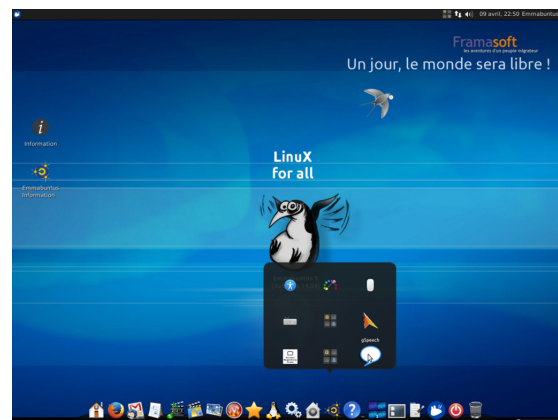 09 avril, 22:50 Emmabuntus
Framasoft
les aventures d'un peuple migrateur
Un jour, le monde sera libre !
Information
Emmabuntus
Information
LinuX
for all
gSpeech